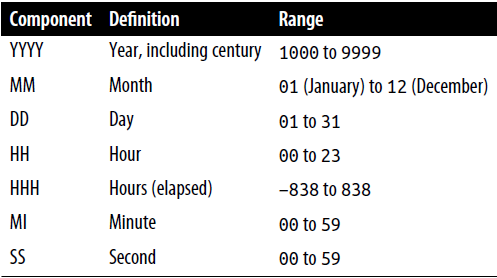 Component Definition Range
YYYY Year, including century 1000 to 9999
MM Month 01 (January) to 12 (December)
DD Day 01 to 31
HH Hour 00 to 23
HHH Hours (elapsed) −838 to 838
MI Minute 00 to 59
SS Second 00 to 59